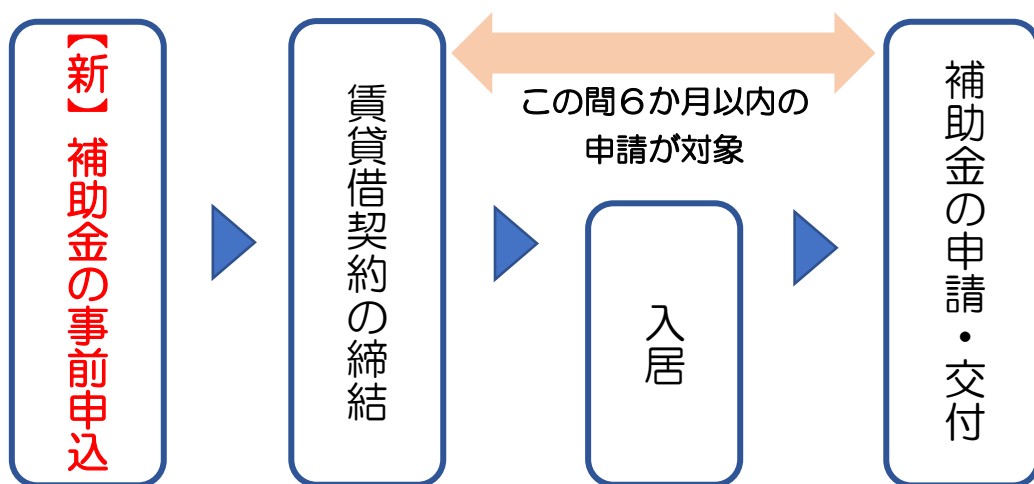 【新】補助金の事前申込
賃貸借契約の締結
この間6か月以内の
申請が対象
入居
補助金の申請・交付